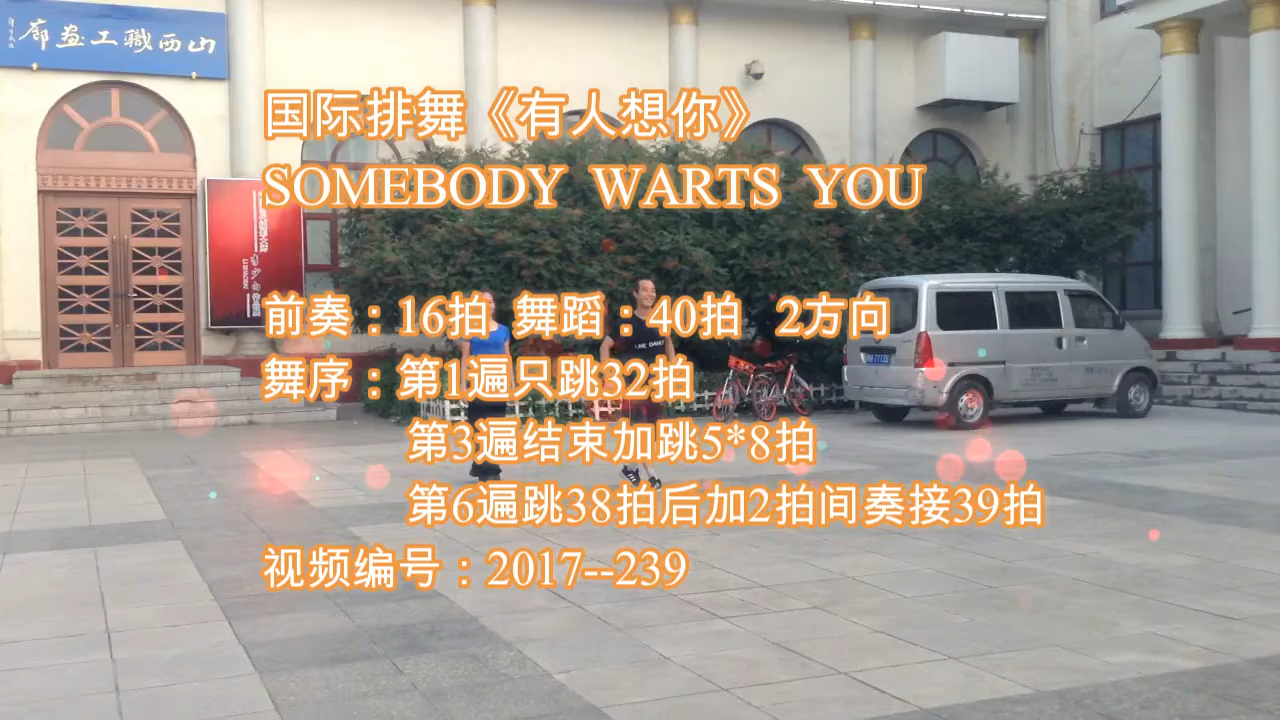 山西職工画廊
国际排舞《有人想你》
SOMEBODY WARTS YOU
前奏：16拍 舞蹈：40拍 2方向
LINE DANCE
舞序：第1遍只跳32拍
第3遍结束加跳5*8拍
第6遍跳38拍后加2拍间奏接39拍
视频编号：2017--239